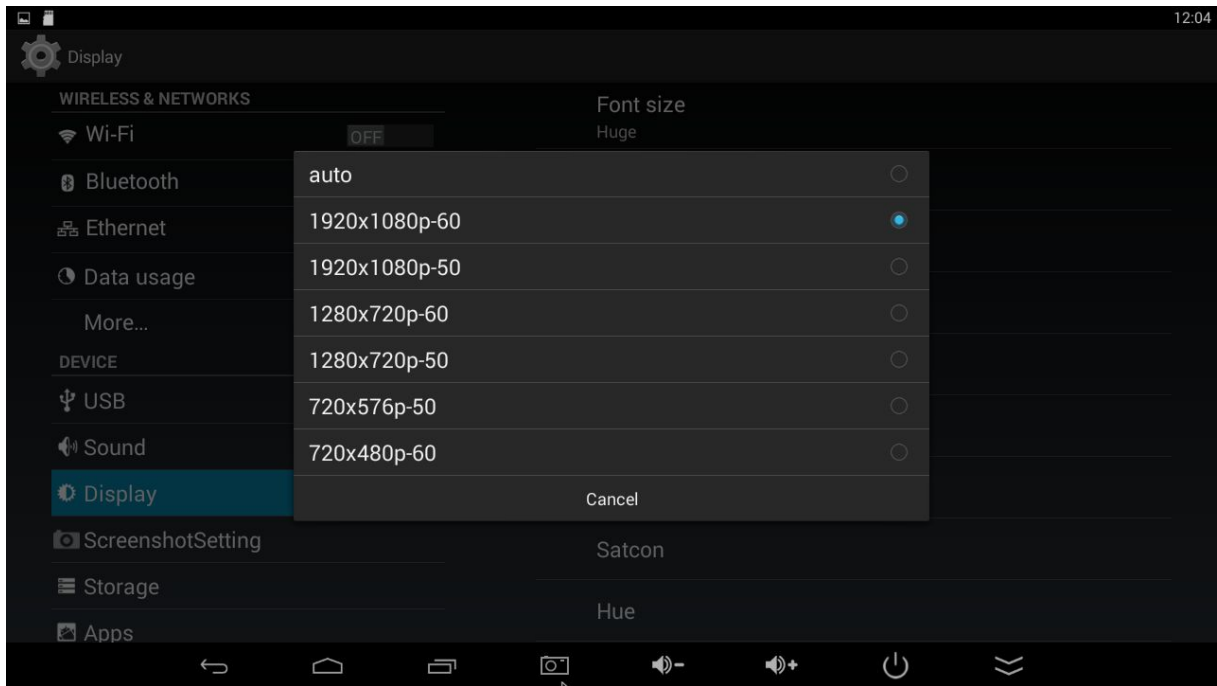 12:04
Display
WIRELESS & NETWORKS
Wi-Fi
OFF
Bluetooth
Ethernet
Data usage
More...
DEVICE
USB
Sound
Display
ScreenshotSetting
Storage
Apps
Font size
Huge
auto
1920x1080p-60
1920x1080p-50
1280x720p-60
1280x720p-50
720x576p-50
720x480p-60
Cancel
Satcon
Hue